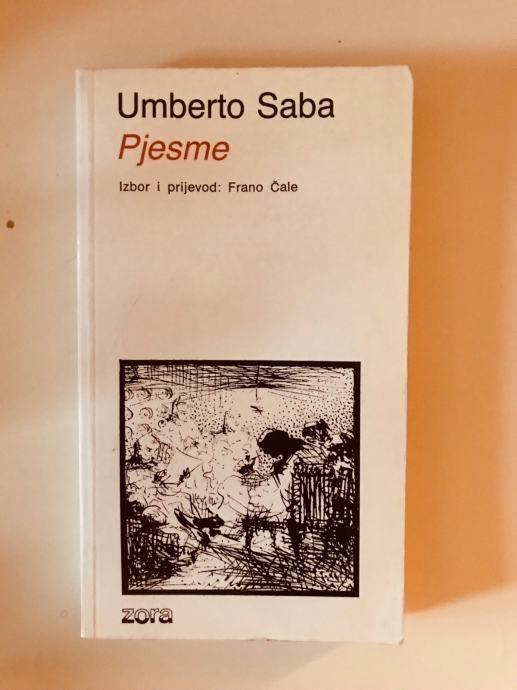 Umberto Saba
Pjesme
Izbor i prijevod: Frano Čale
zora